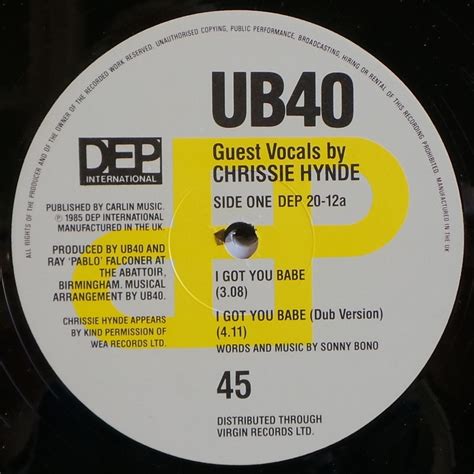 ALL RIGHTS OF THE PRODUCER AND OF THE OWNER OF THE RECORDED WORK RESERVED. UNAUTHORISED COPYING, PUBLIC PERFORMANCE, BROADCASTING, HIRING OR RENTAL OF THIS RECORDING PROHIBITED. MANUFACTURED IN THE UK.
UB40
Guest Vocals by
CHRISSIE HYNDE
DEP
INTERNATIONAL
SIDE ONE DEP 20-12a
PUBLISHED BY CARLIN MUSIC.
℗ 1985 DEP INTERNATIONAL
MANUFACTURED IN THE UK.
PRODUCED BY UB40 AND
RAY 'PABLO' FALCONER AT
THE ABATTOIR,
BIRMINGHAM. MUSICAL
ARRANGEMENT BY UB40.
CHRISSIE HYNDE APPEARS
BY KIND PERMISSION OF
WEA RECORDS LTD.
I GOT YOU BABE
(3.08)
I GOT YOU BABE (Dub Version)
(4.11)
WORDS AND MUSIC BY SONNY BONO
45
DISTRIBUTED THROUGH
VIRGIN RECORDS LTD.